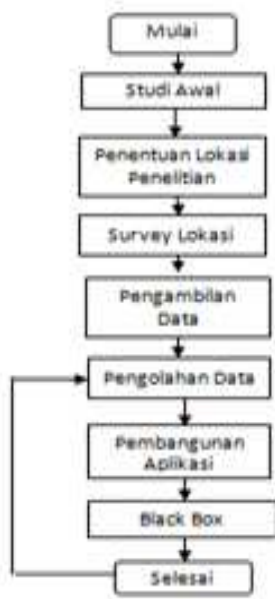 Mulai
Studi Awal
Penentuan Lokasi
Penelitian
Survey Lokasi
Pengambilan
Data
Pengolahan Data
Pembangunan
Aplikasi
Black Box
Selesai